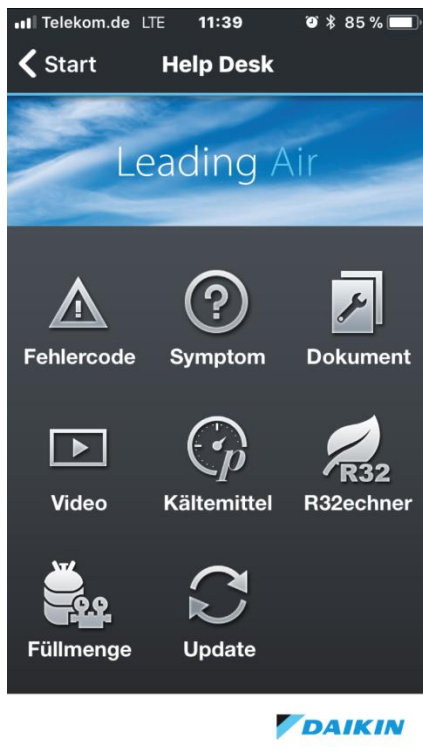 Telekom.de LTE 11:39 85 %
Start Help Desk
Leading Air
Fehlercode Symptom Dokument
R32
Video Kältemittel R32echner
Füllmenge Update
DAIKIN